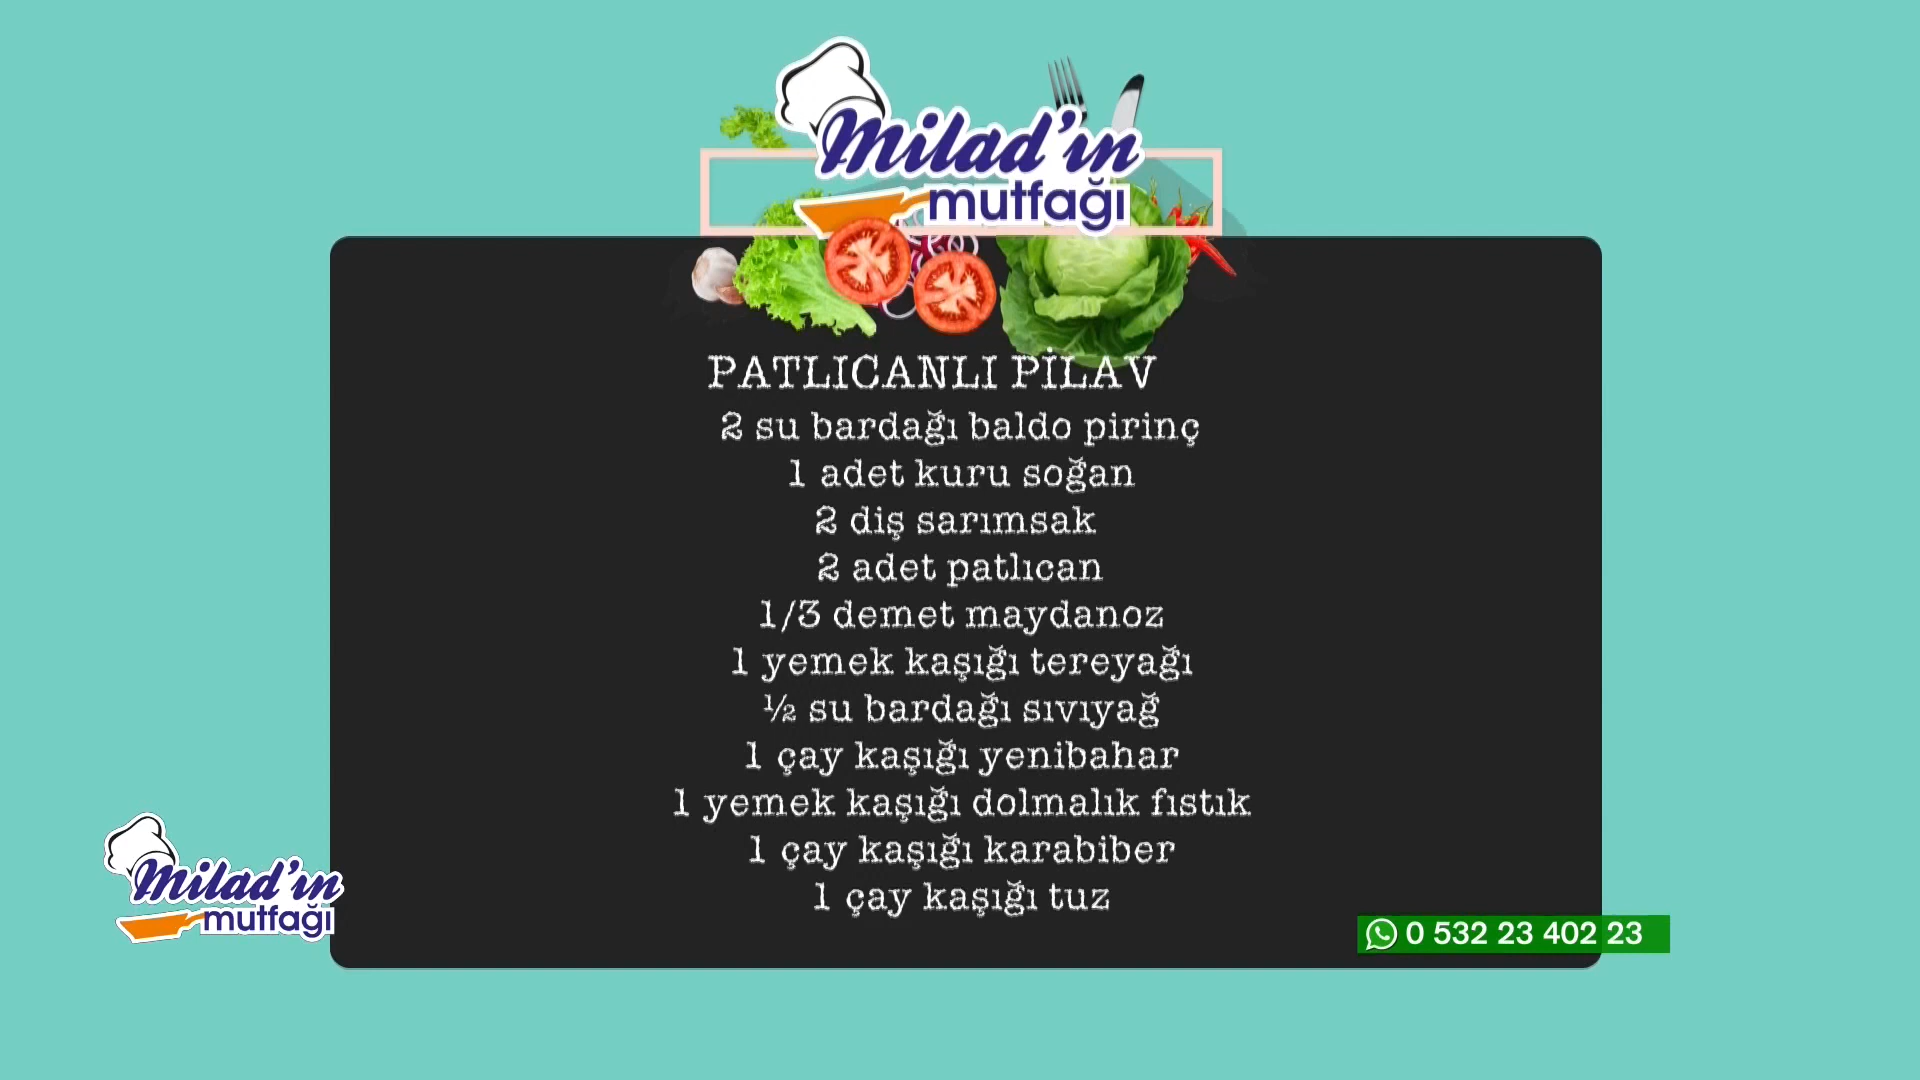 Milad'ın
mutfağı
PATLICANLI PİLAV
2 su bardağı baldo pirinç
1 adet kuru soğan
2 diş sarımsak
2 adet patlıcan
1/3 demet maydanoz
1 yemek kaşığı tereyağı
½ su bardağı sıvıyağ
1 çay kaşığı yenibahar
1 yemek kaşığı dolmalık fıstık
1 çay kaşığı karabiber
1 çay kaşığı tuz
Milad'ın
mutfağı
0 532 23 402 23